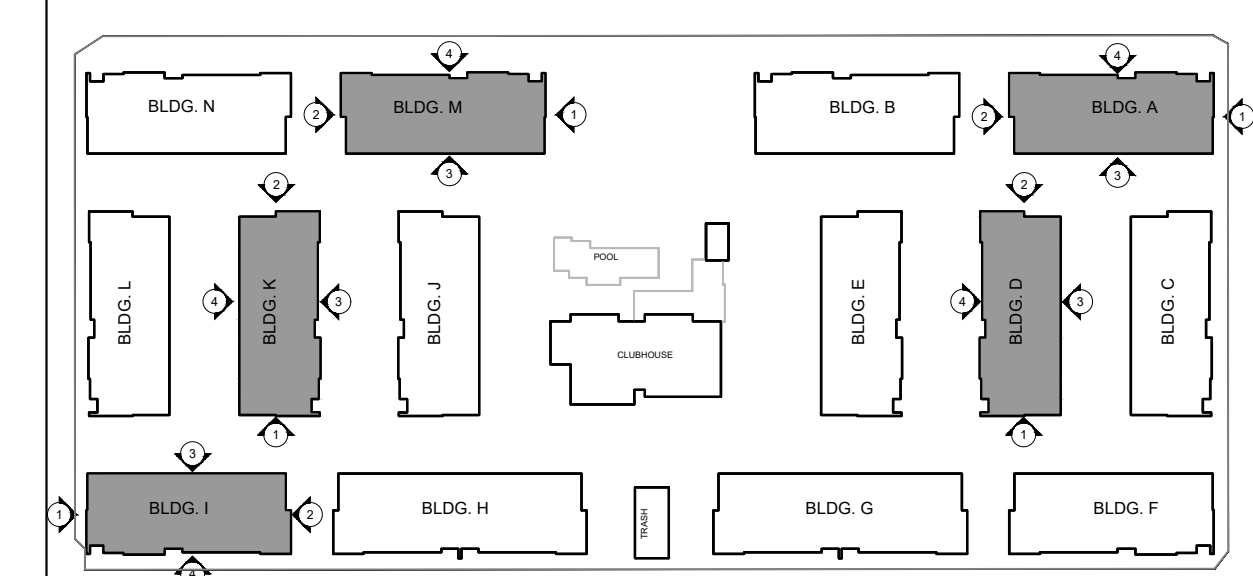 4
4
BLDG. N
2
BLDG. M
1
BLDG. B
2
BLDG. A
1
3
3
2
2
BLDG. L
4
BLDG. K
3
BLDG. J
POOL
CLUBHOUSE
BLDG. E
4
BLDG. D
3
BLDG. C
1
1
3
1
BLDG. I
2
BLDG. H
TRASH
BLDG. G
BLDG. F
4